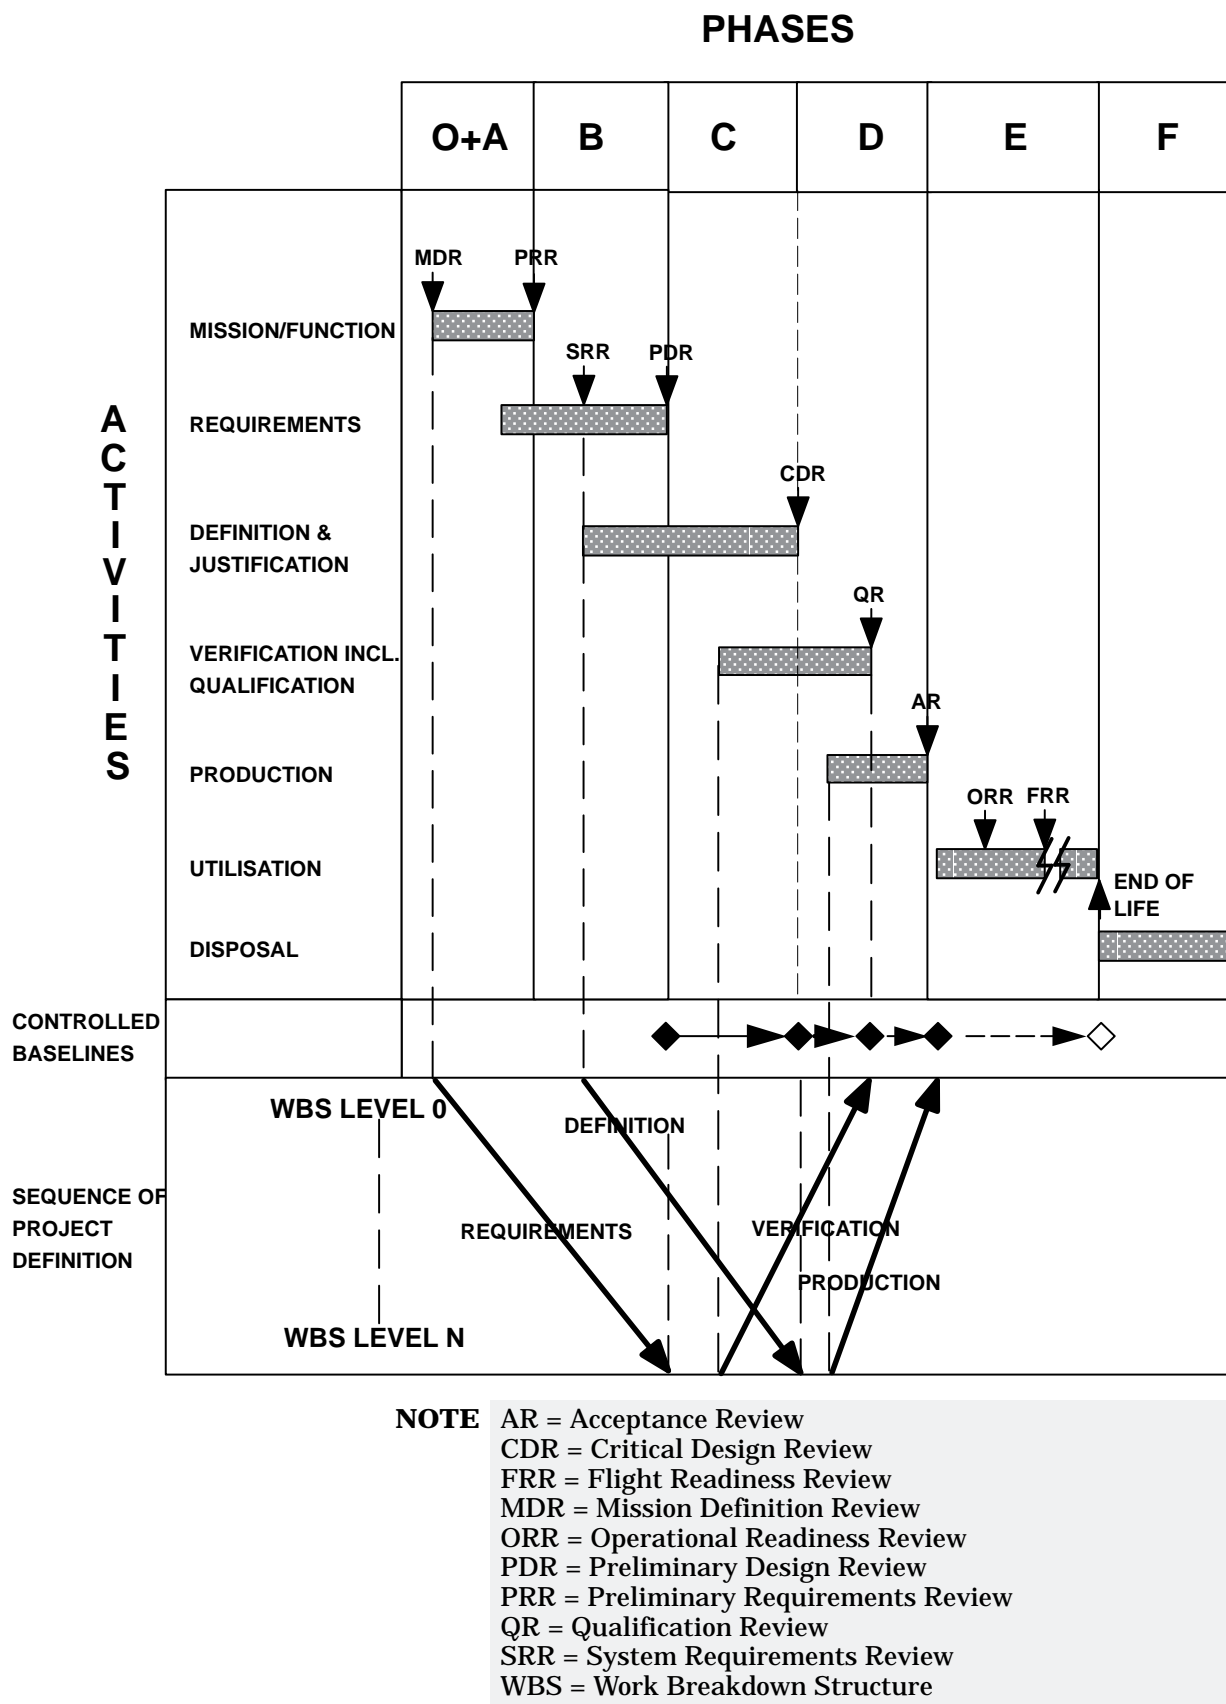 PHASES
O+A B C D E F
MDR PRR
MISSION/FUNCTION
SRR PDR
REQUIREMENTS
CDR
DEFINITION &
JUSTIFICATION
QR
VERIFICATION INCL.
QUALIFICATION
AR
PRODUCTION
ORR FRR
UTILISATION
END OF
LIFE
DISPOSAL
ACTIVITIES
CONTROLLED
BASELINES
WBS LEVEL 0
DEFINITION
SEQUENCE OF
PROJECT
DEFINITION
REQUIREMENTS
VERIFICATION
PRODUCTION
WBS LEVEL N
NOTE AR = Acceptance Review
CDR = Critical Design Review
FRR = Flight Readiness Review
MDR = Mission Definition Review
ORR = Operational Readiness Review
PDR = Preliminary Design Review
PRR = Preliminary Requirements Review
QR = Qualification Review
SRR = System Requirements Review
WBS = Work Breakdown Structure